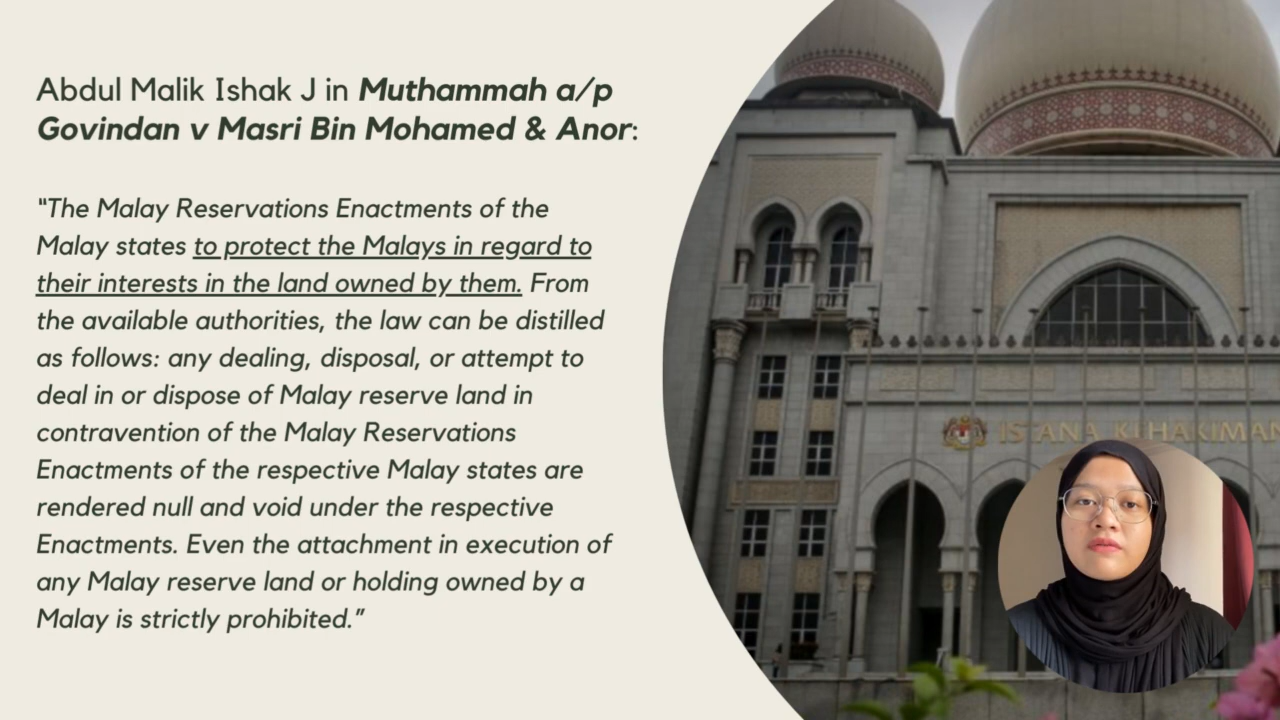 Abdul Malik Ishak J in Muthammah a/p
Govindan v Masri Bin Mohamed & Anor:
"The Malay Reservations Enactments of the
Malay states to protect the Malays in regard to
their interests in the land owned by them. From
the available authorities, the law can be distilled
as follows: any dealing, disposal, or attempt to
deal in or dispose of Malay reserve land in
contravention of the Malay Reservations
Enactments of the respective Malay states are
rendered null and void under the respective
Enactments. Even the attachment in execution of
any Malay reserve land or holding owned by a
Malay is strictly prohibited.”
ISTANA KEHAKIMAN